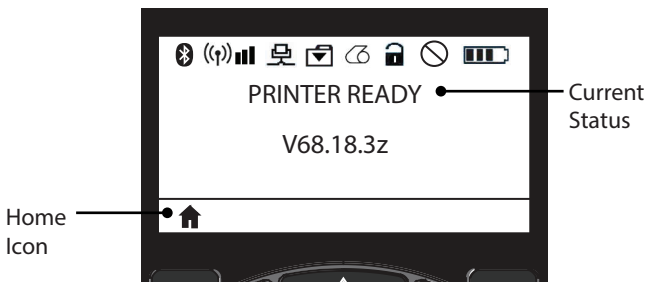 PRINTER READY
Current
Status
V68.18.3z
Home
Icon